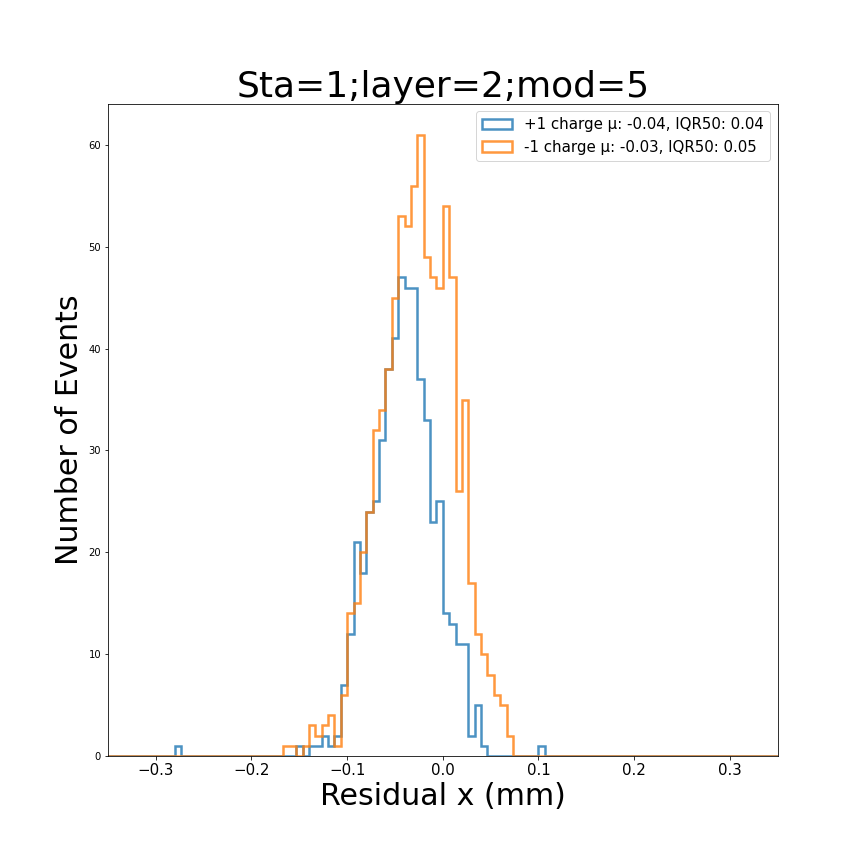 Sta=1;layer=2;mod=5
+1 charge μ: -0.04, IQR50: 0.04
-1 charge μ: -0.03, IQR50: 0.05
Number of Events
60
50
40
30
20
10
0
−0.3 −0.2 −0.1 0.0 0.1 0.2 0.3
Residual x (mm)